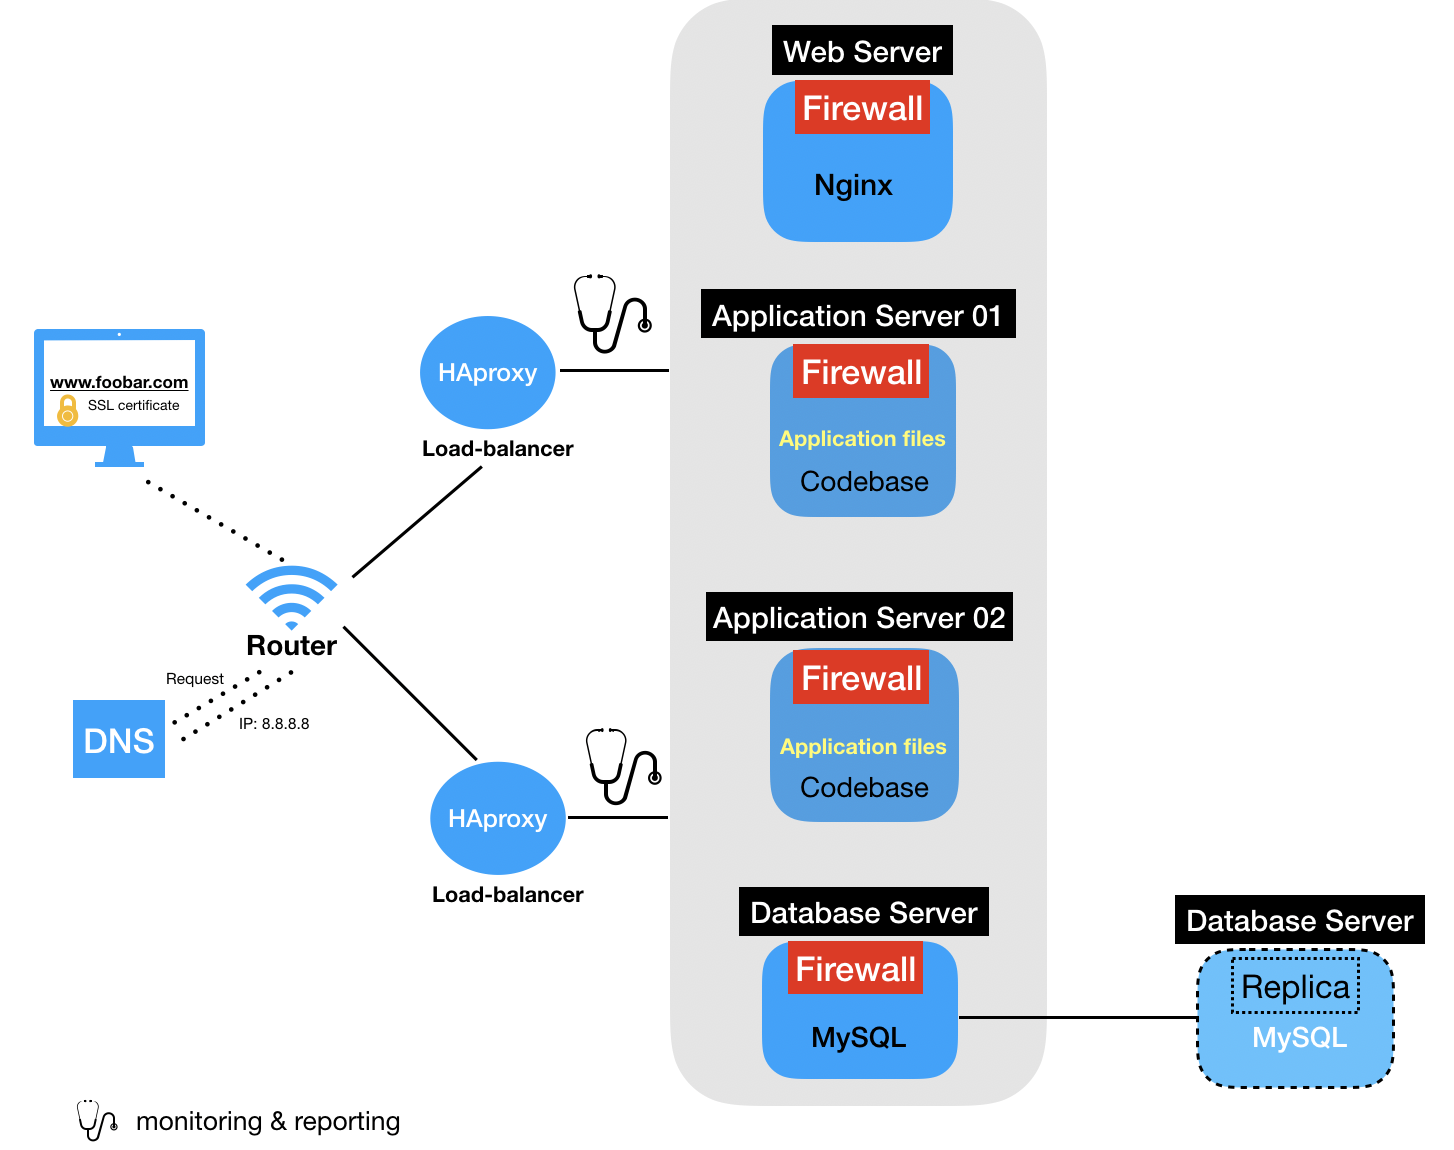 Web Server
Firewall
Nginx
Application Server 01
Firewall
Application files
Codebase
www.foobar.com
SSL certificate
HAproxy
Load-balancer
Router
Request
IP: 8.8.8.8
DNS
HAproxy
Load-balancer
Application Server 02
Firewall
Application files
Codebase
Database Server
Firewall
MySQL
Database Server
Replica
MySQL
monitoring & reporting